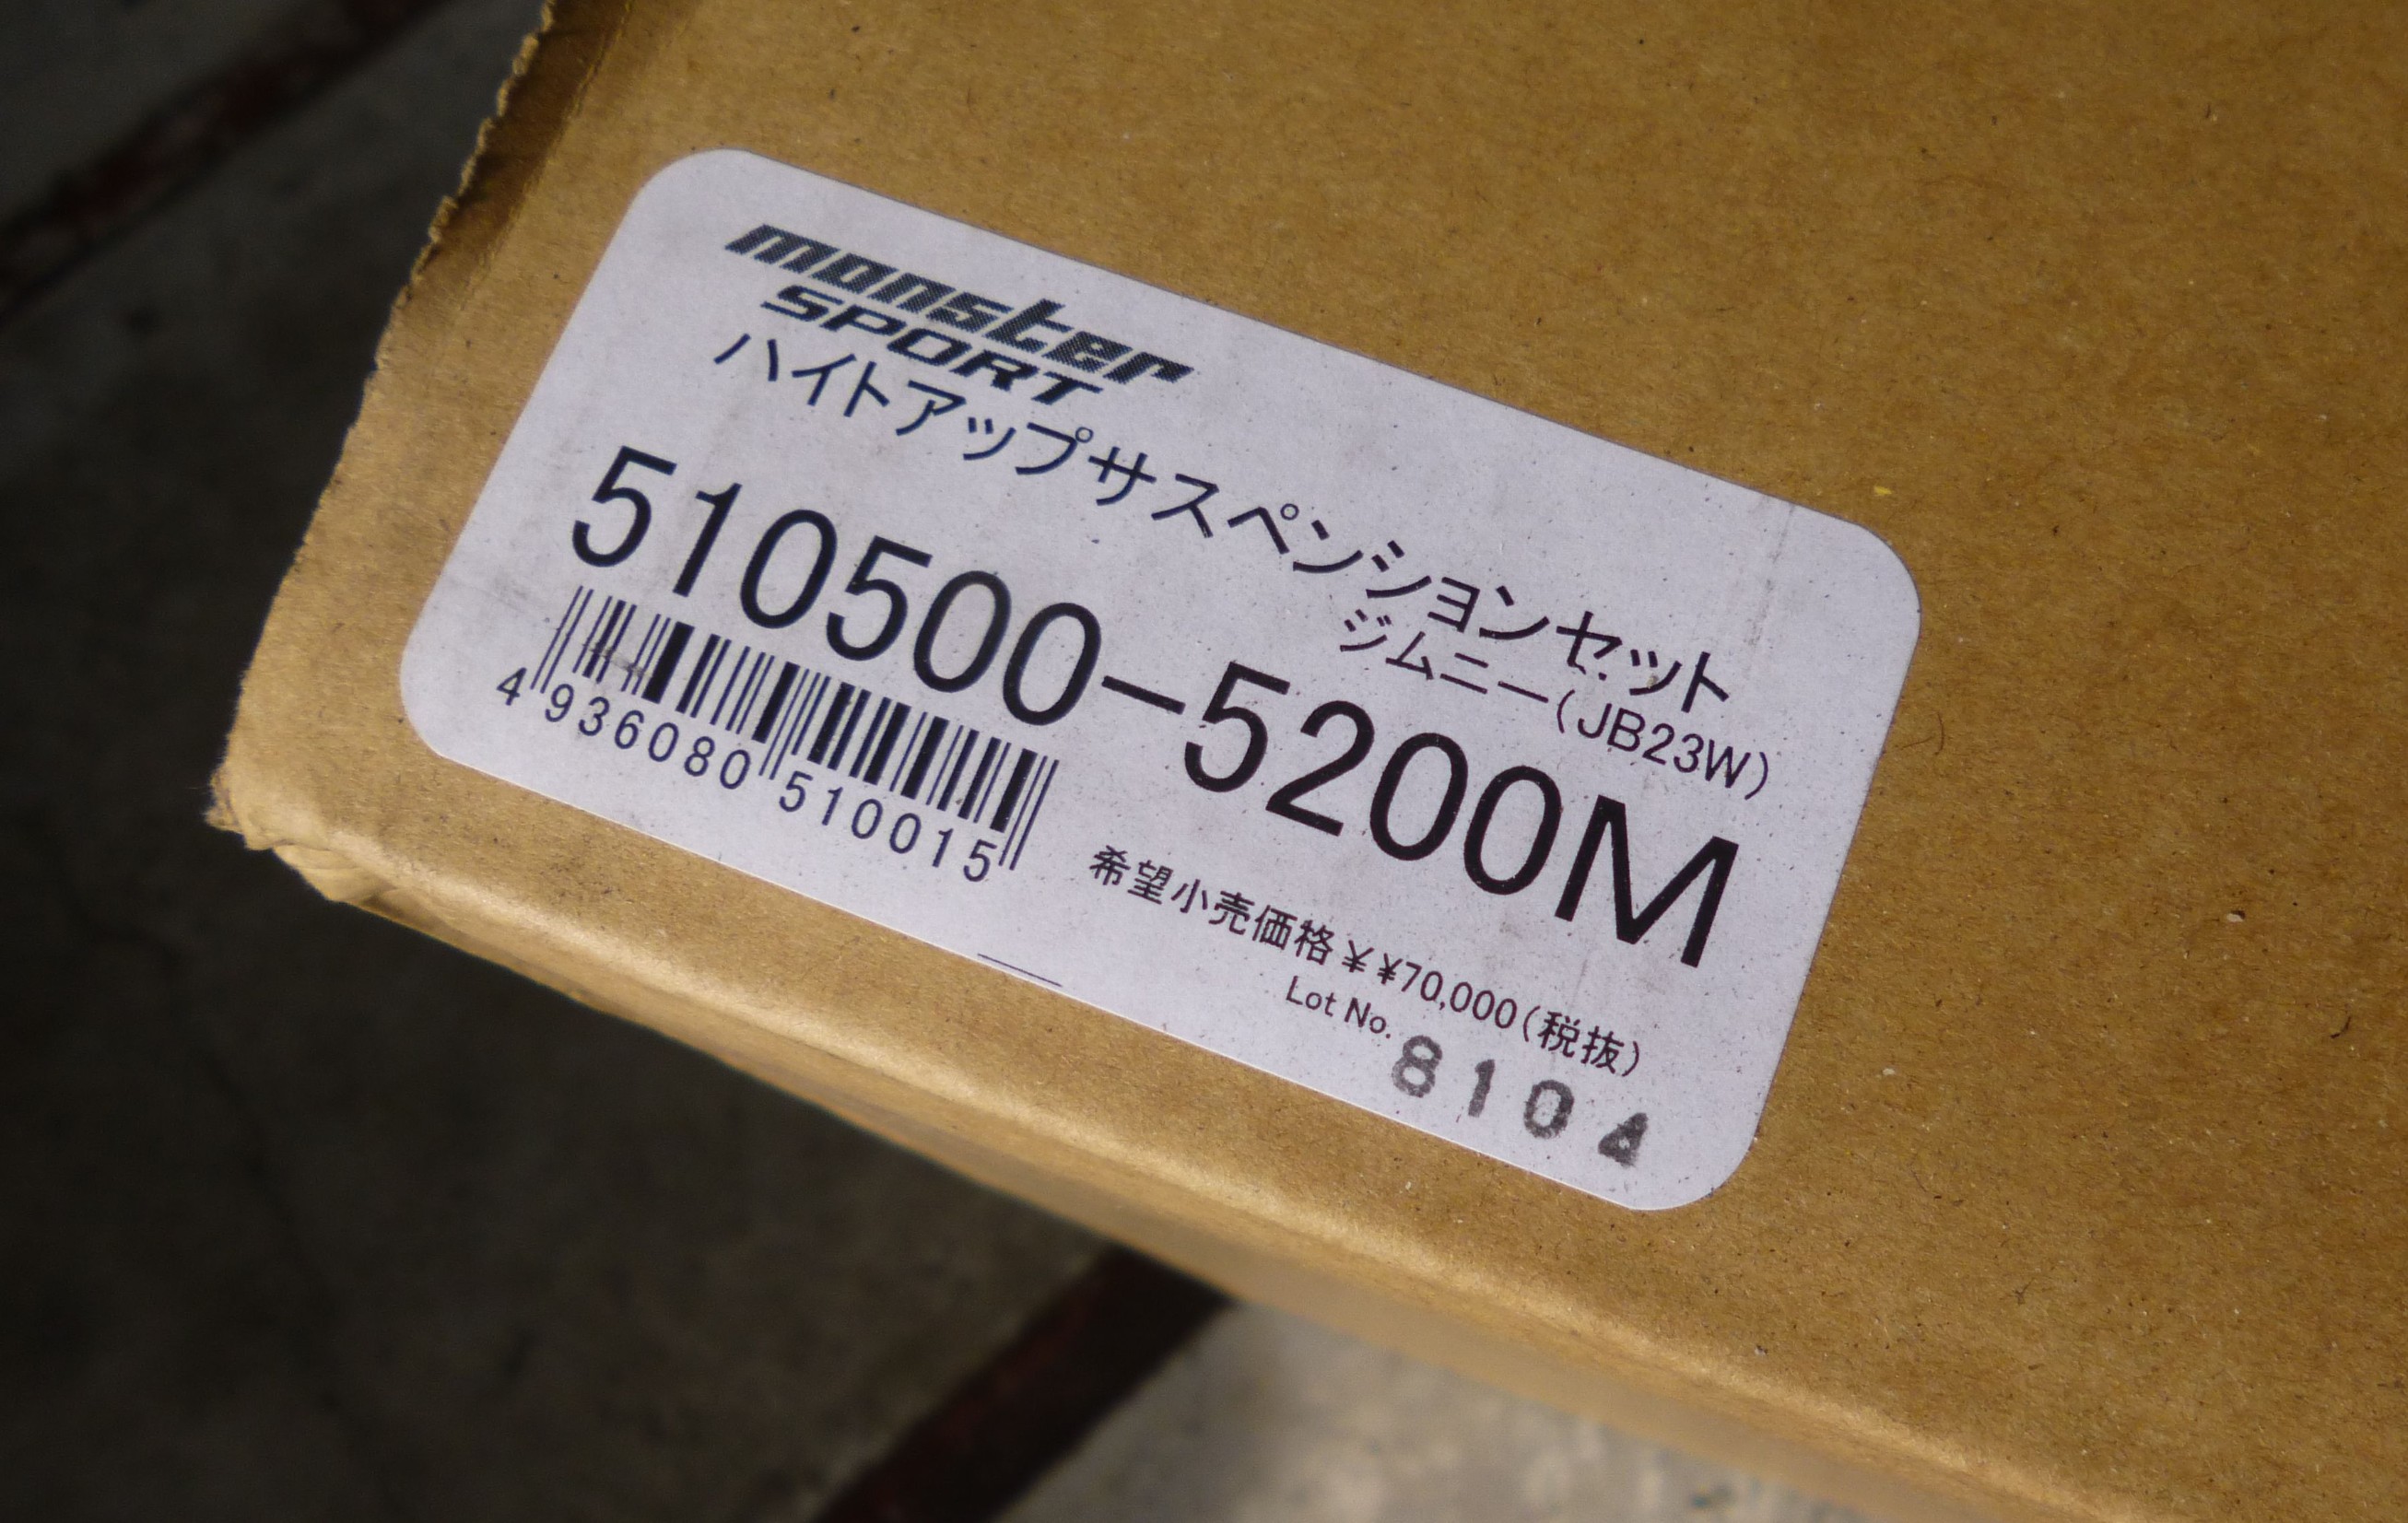 monster
SPORT
ハイトアップサスペンションセット
ジムニー(JB23W)
510500-5200M
4 936080 510015
希望小売価格￥¥70,000(税抜)
Lot No. 8104